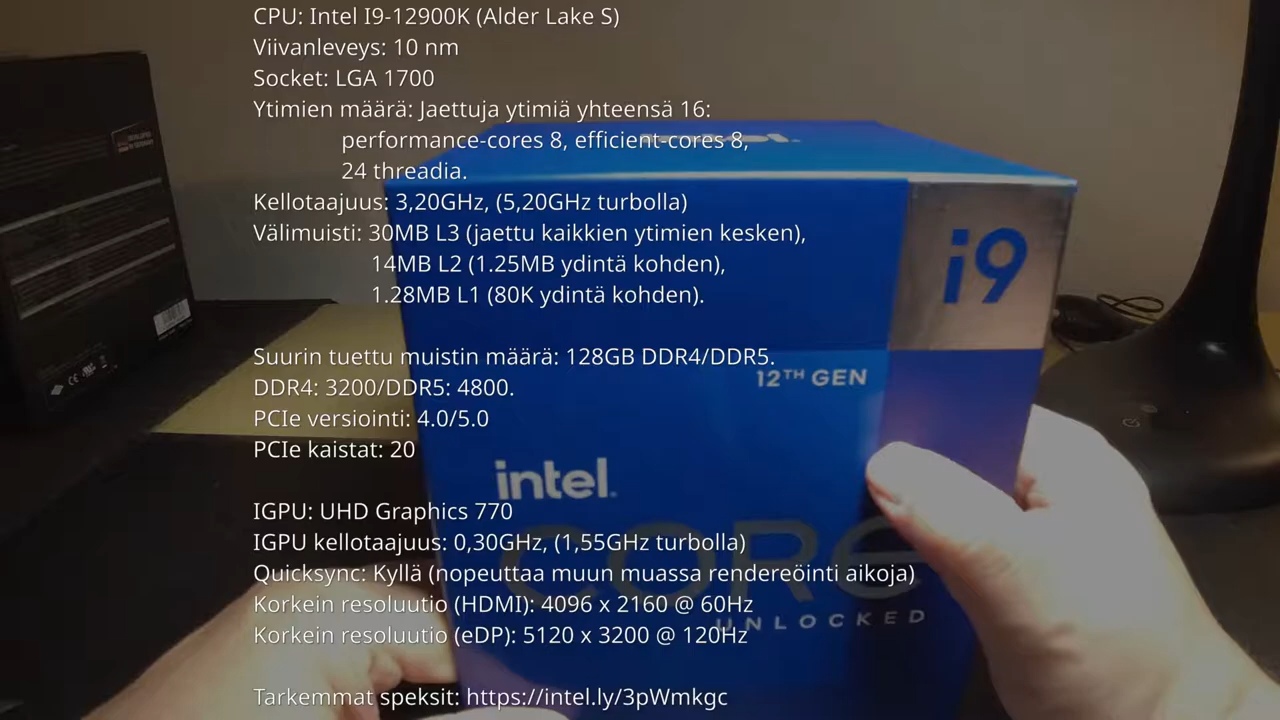 CPU: Intel I9-12900K (Alder Lake S)
Viivanleveys: 10 nm
Socket: LGA 1700
Ytimien määrä: Jaettuja ytimiä yhteensä 16:
performance-cores 8, efficient-cores 8,
24 threadia.
Kellotaajuus: 3,20GHz, (5,20GHz turbolla)
Välimuisti: 30MB L3 (jaettu kaikkien ytimien kesken),
14MB L2 (1.25MB ydintä kohden),
1.28MB L1 (80K ydintä kohden).
Suurin tuettu muistin määrä: 128GB DDR4/DDR5.
DDR4: 3200/DDR5: 4800.
PCIe versiointi: 4.0/5.0
PCIe kaistat: 20
IGPU: UHD Graphics 770
IGPU kellotaajuus: 0,30GHz, (1,55GHz turbolla)
Quicksync: Kyllä (nopeuttaa muun muassa rendereöinti aikoja)
Korkein resoluutio (HDMI): 4096 x 2160 @ 60Hz
Korkein resoluutio (eDP): 5120 x 3200 @ 120Hz
Tarkemmat speksit: https://intel.ly/3pWmkgc
intel.
i9
12TH GEN
intel.
CORE
UNLOCKED